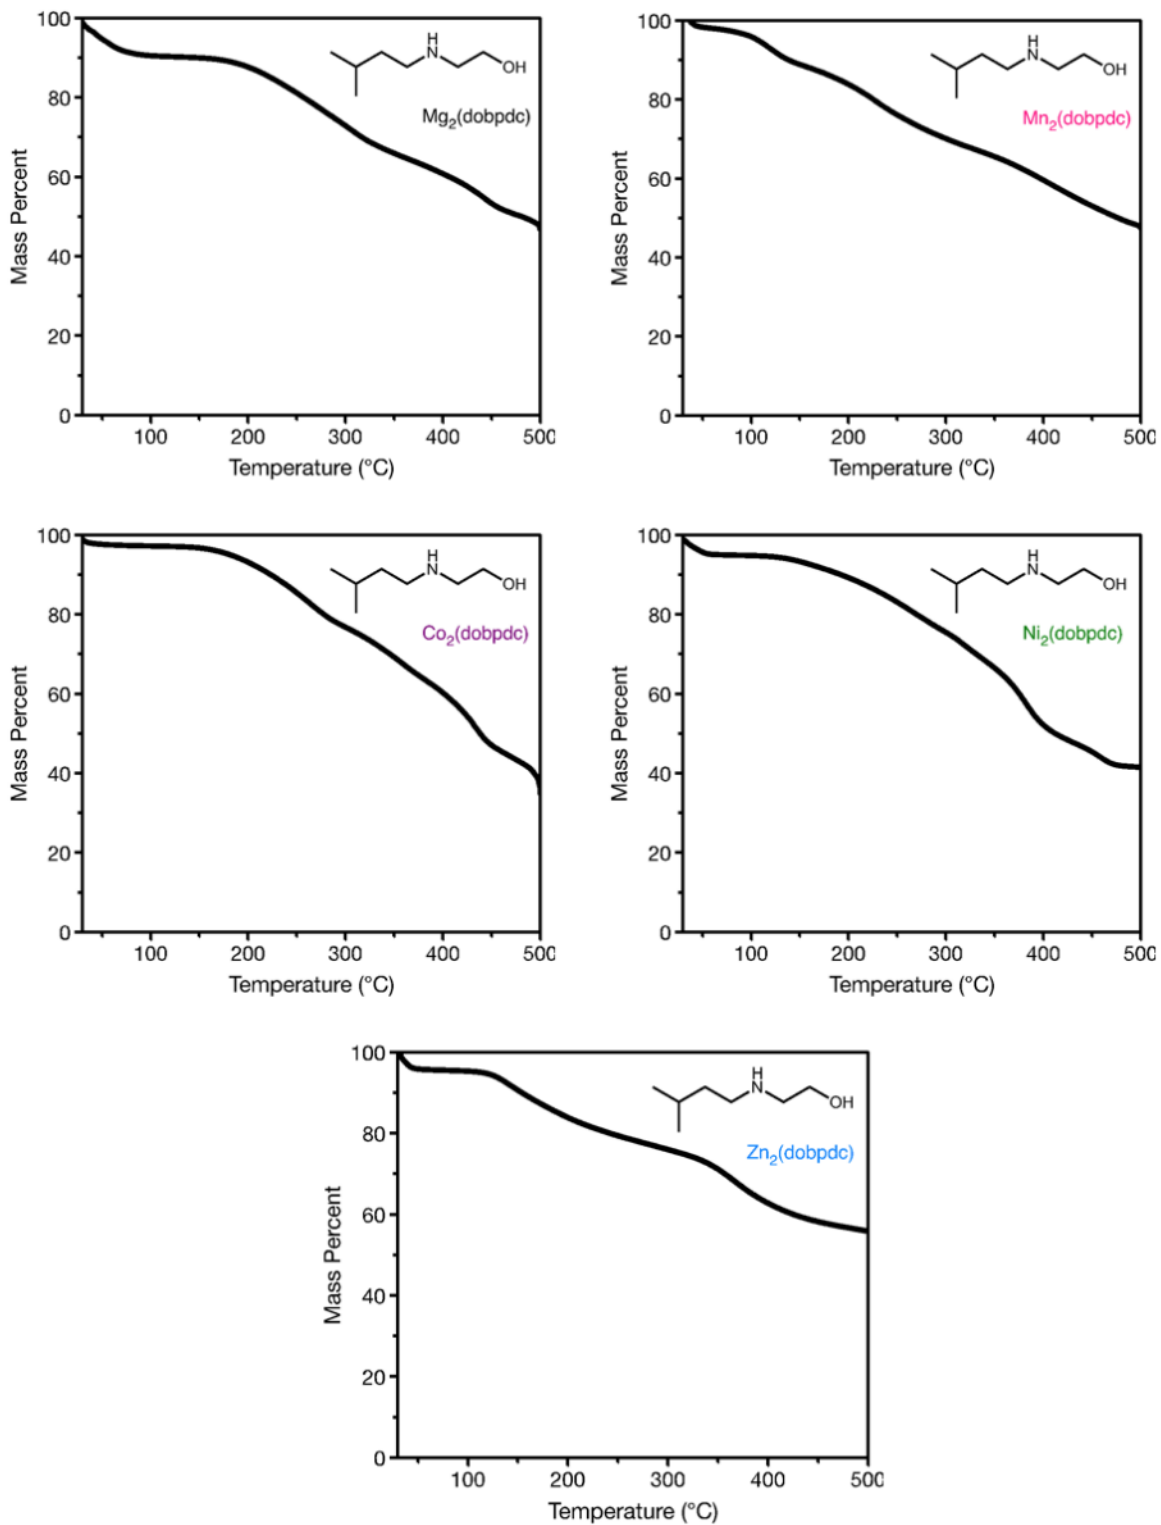 100
80
60
40
20
0
Mass Percent
H
N
OH
Mg2(dobpdc)
100 200 300 400 500
Temperature (°C)
100
80
60
40
20
0
Mass Percent
H
N
OH
Mn2(dobpdc)
100 200 300 400 500
Temperature (°C)
100
80
60
40
20
0
Mass Percent
H
N
OH
Co2(dobpdc)
100 200 300 400 500
Temperature (°C)
100
80
60
40
20
0
Mass Percent
H
N
OH
Ni2(dobpdc)
100 200 300 400 500
Temperature (°C)
100
80
60
40
20
0
Mass Percent
H
N
OH
Zn2(dobpdc)
100 200 300 400 500
Temperature (°C)